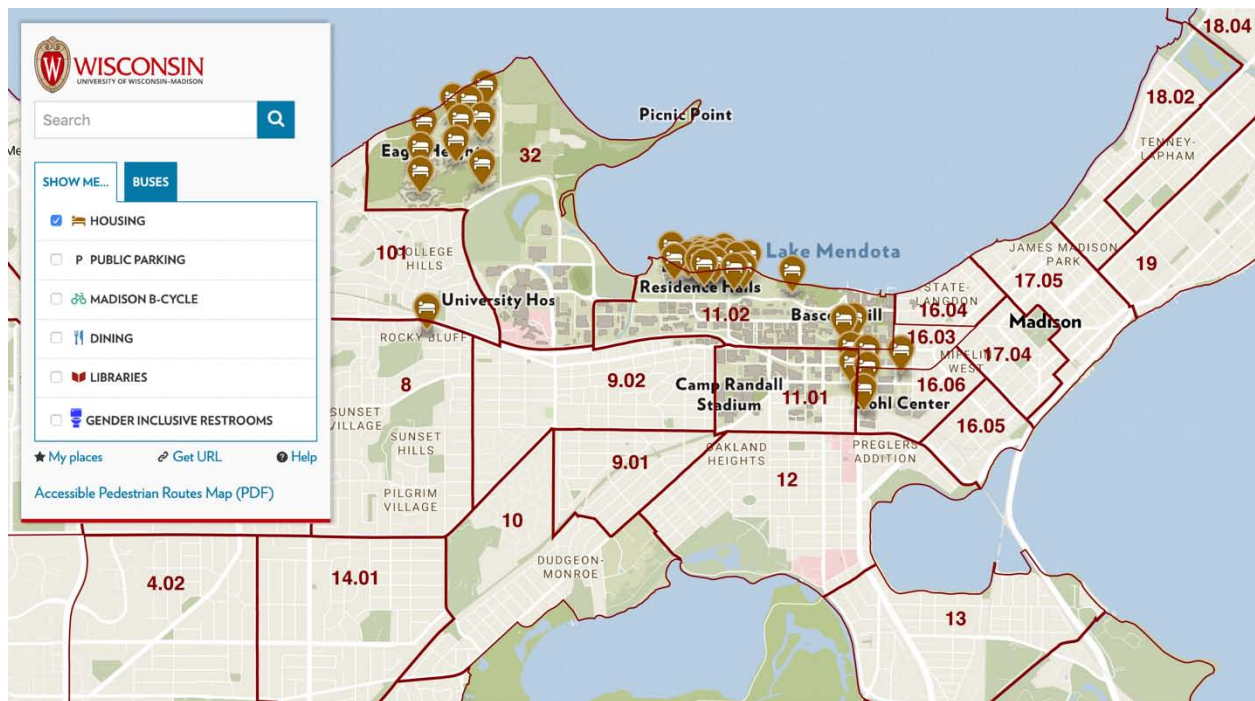 WISCONSIN
UNIVERSITY OF WISCONSIN–MADISON
Search
SHOW ME...
BUSES
HOUSING
P PUBLIC PARKING
MADISON B-CYCLE
DINING
LIBRARIES
GENDER INCLUSIVE RESTROOMS
My places
Get URL
Help
Accessible Pedestrian Routes Map (PDF)
18.04
18.02
TENNEY-
LAPHAM
Picnic Point
32
101
COLLEGE
HILLS
University Hos
ROCKY BLUFF
Lake Mendota
Residence Halls
11.02
JAMES MADISON
PARK
17.05
19
STATE-
LANGDON
16.04
Madison
16.03
17.04
WEST
16.06
8
9.02
Camp Randall
Stadium
11.01
16.05
SUNSET
VILLAGE
SUNSET
HILLS
9.01
OAKLAND
HEIGHTS
PREGLERS
ADDITION
12
PILGRIM
VILLAGE
10
DUDGEON-
MONROE
4.02
14.01
13